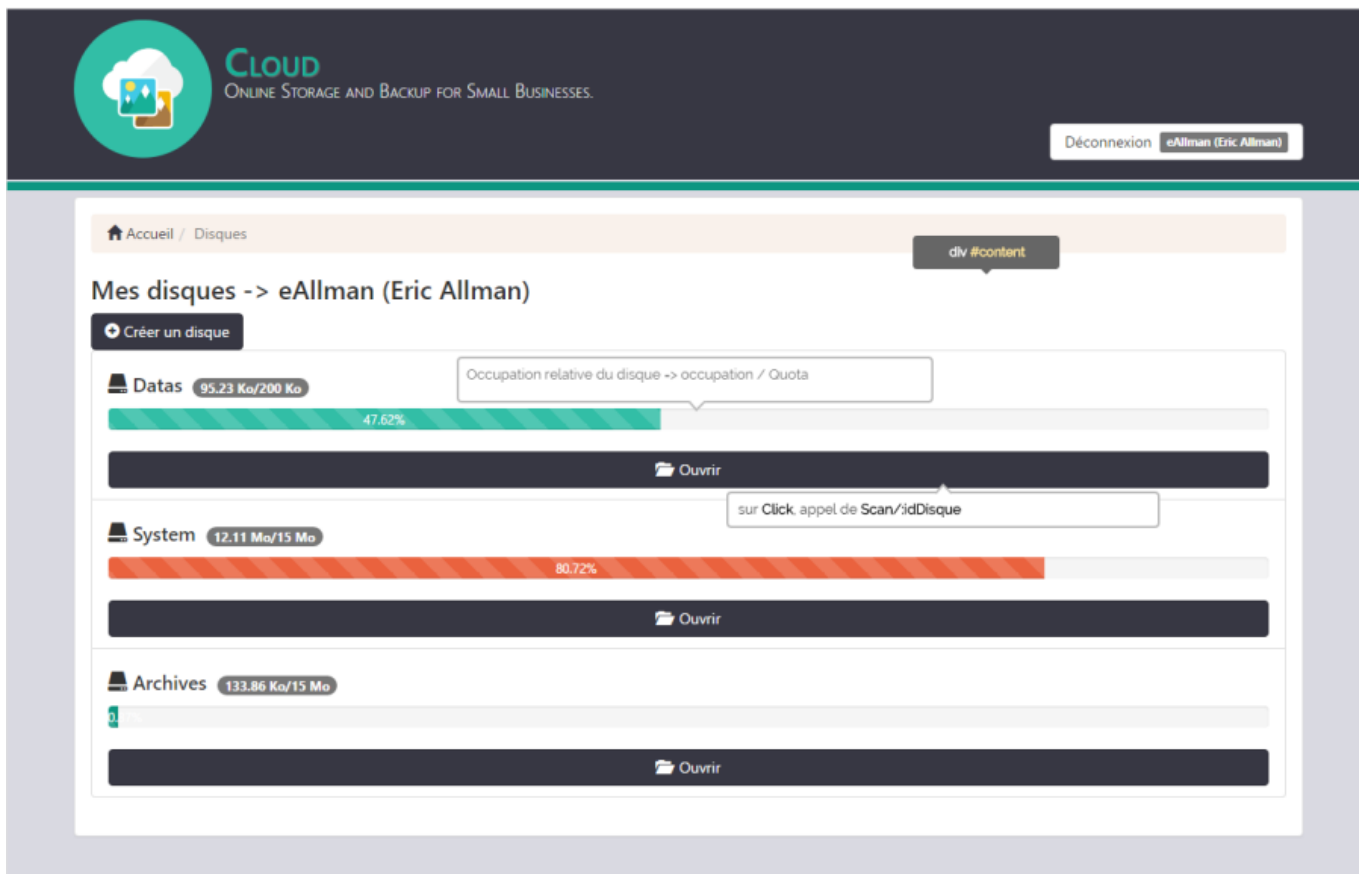 CLOUD
ONLINE STORAGE AND BACKUP FOR SMALL BUSINESSES.
Déconnexion eAllman (Eric Allman)
Accueil / Disques
div #content
Mes disques -> eAllman (Eric Allman)
Créer un disque
Datas 95.23 Ko/200 Ko
Occupation relative du disque -> occupation / Quota
47.62%
Ouvrir
sur Click, appel de Scan/:idDisque
System 12.11 Mo/15 Mo
80.72%
Ouvrir
Archives 133.86 Ko/15 Mo
Ouvrir